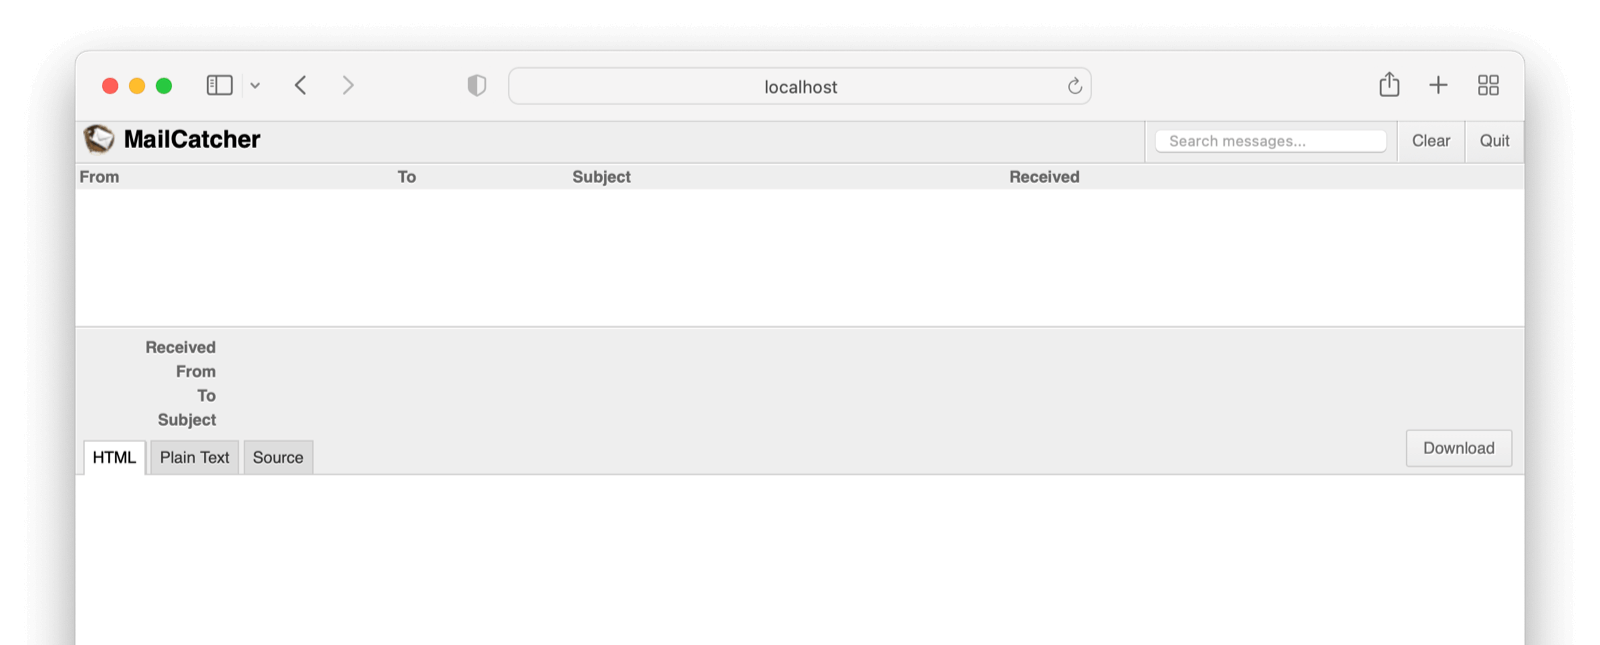 localhost
MailCatcher Search messages... Clear Quit
From To Subject Received
Received
From
To
Subject
HTML Plain Text Source Download